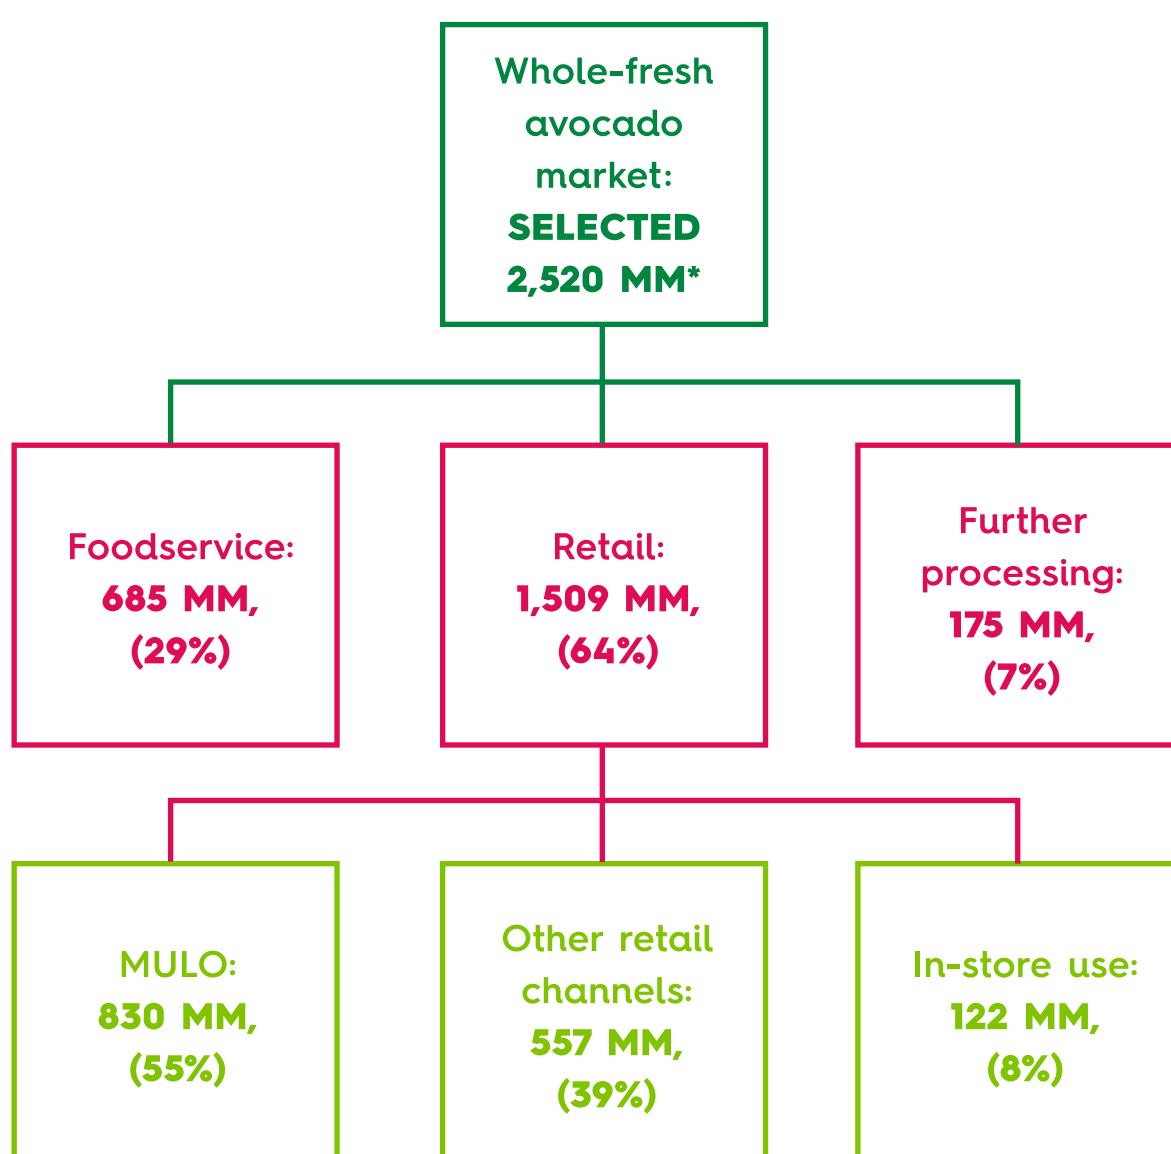 Whole-fresh
avocado
market:
SELECTED
2,520 MM*
Foodservice:
685 MM,
(29%)
Retail:
1,509 MM,
(64%)
Further
processing:
175 MM,
(7%)
MULO:
830 MM,
(55%)
Other retail
channels:
557 MM,
(39%)
In-store use:
122 MM,
(8%)